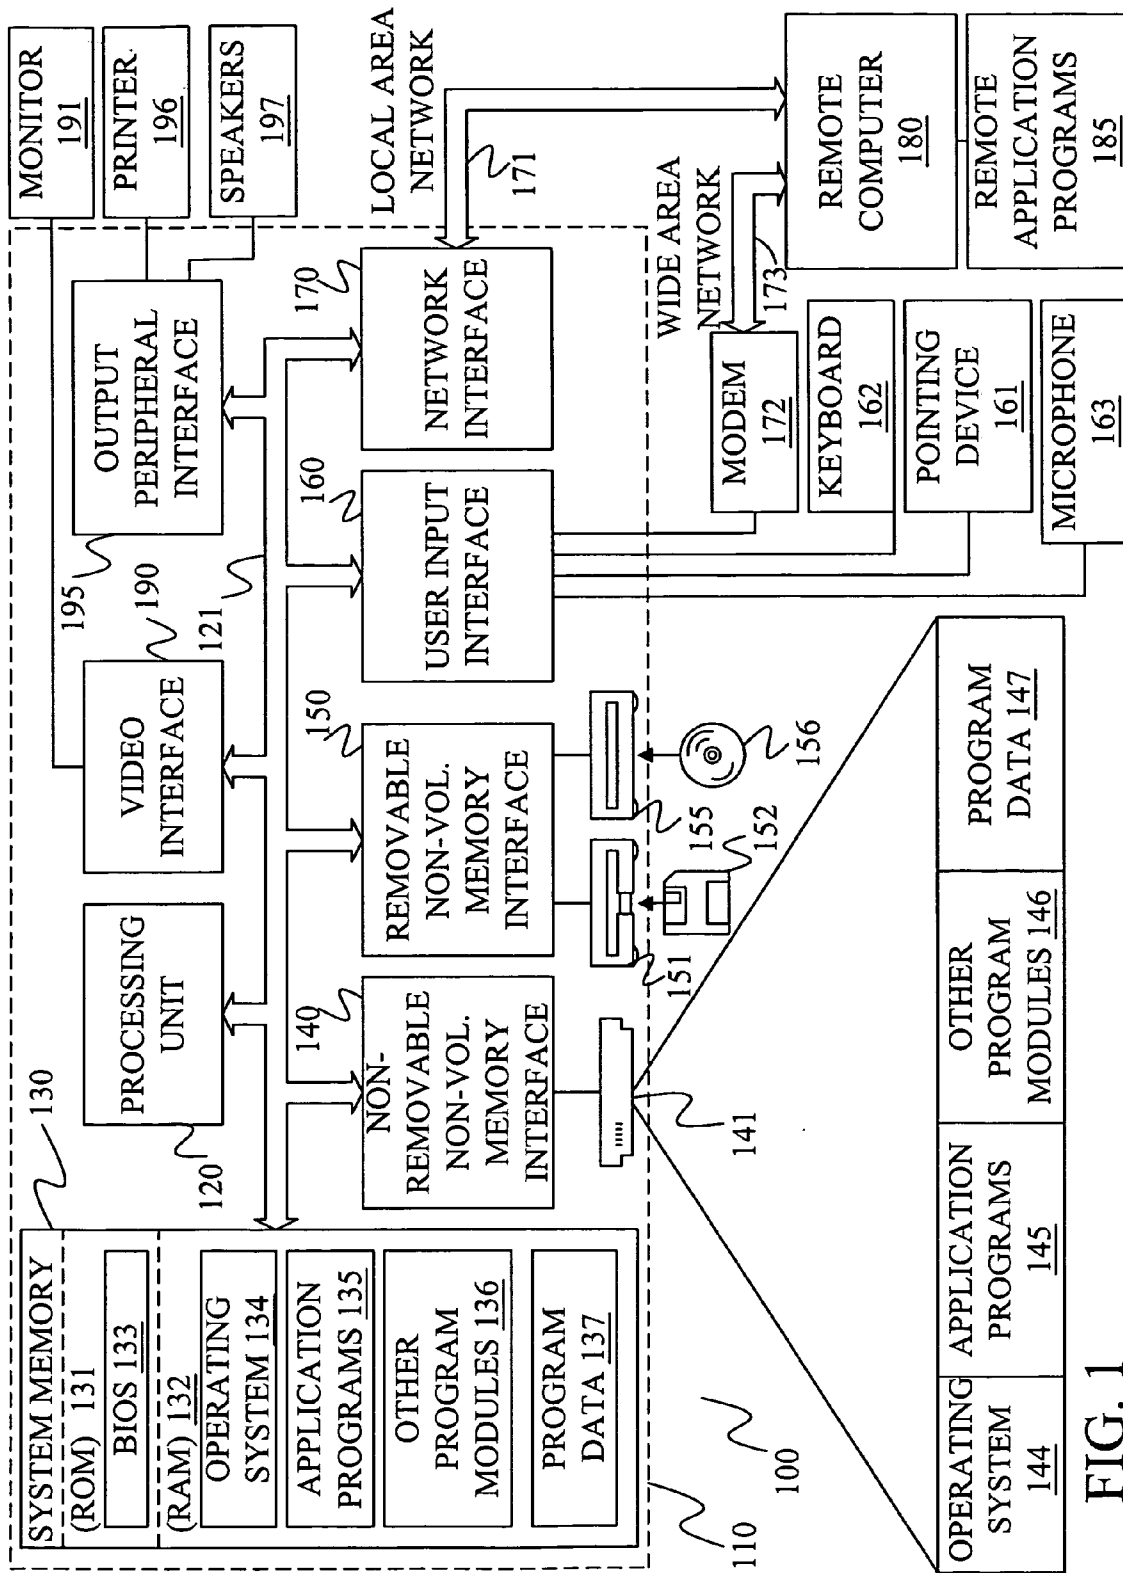 SYSTEM MEMORY
(ROM) 131
BIOS 133
(RAM) 132
OPERATING
SYSTEM 134
APPLICATION
PROGRAMS 135
OTHER
PROGRAM
MODULES 136
PROGRAM
DATA 137
130
PROCESSING
UNIT
120
VIDEO
INTERFACE
190
121
OUTPUT
PERIPHERAL
INTERFACE
195
MONITOR
191
PRINTER
196
SPEAKERS
197
NON-
REMOVABLE
NON-VOL.
MEMORY
INTERFACE
140
REMOVABLE
NON-VOL.
MEMORY
INTERFACE
150
USER INPUT
INTERFACE
160
NETWORK
INTERFACE
170
LOCAL AREA
NETWORK
171
141
151
152
155
156
WIDE AREA
NETWORK
173
MODEM
172
KEYBOARD
162
POINTING
DEVICE
161
MICROPHONE
163
REMOTE
COMPUTER
180
REMOTE
APPLICATION
PROGRAMS
185
110
100
OPERATING
SYSTEM
144
APPLICATION
PROGRAMS
145
OTHER
PROGRAM
MODULES 146
PROGRAM
DATA 147
FIG. 1